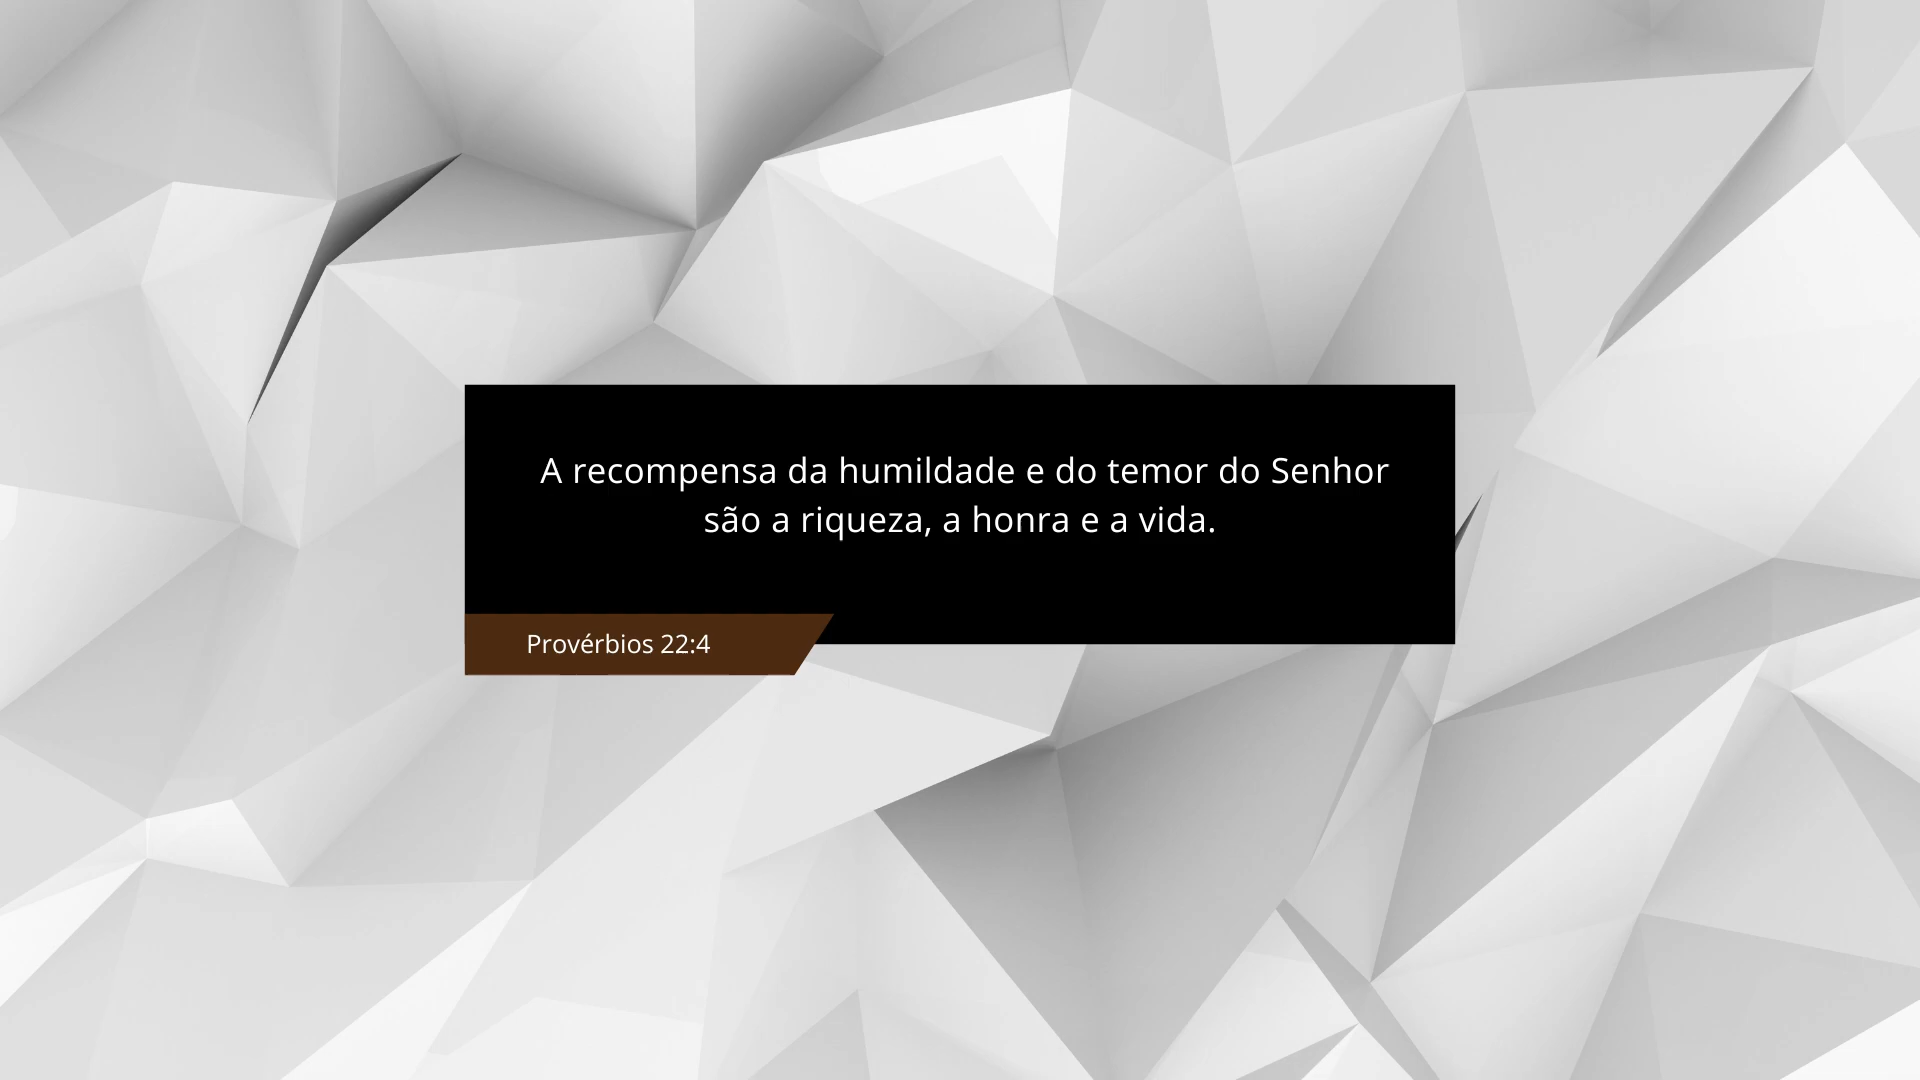 A recompensa da humildade e do temor do Senhor
são a riqueza, a honra e a vida.
Provérbios 22:4